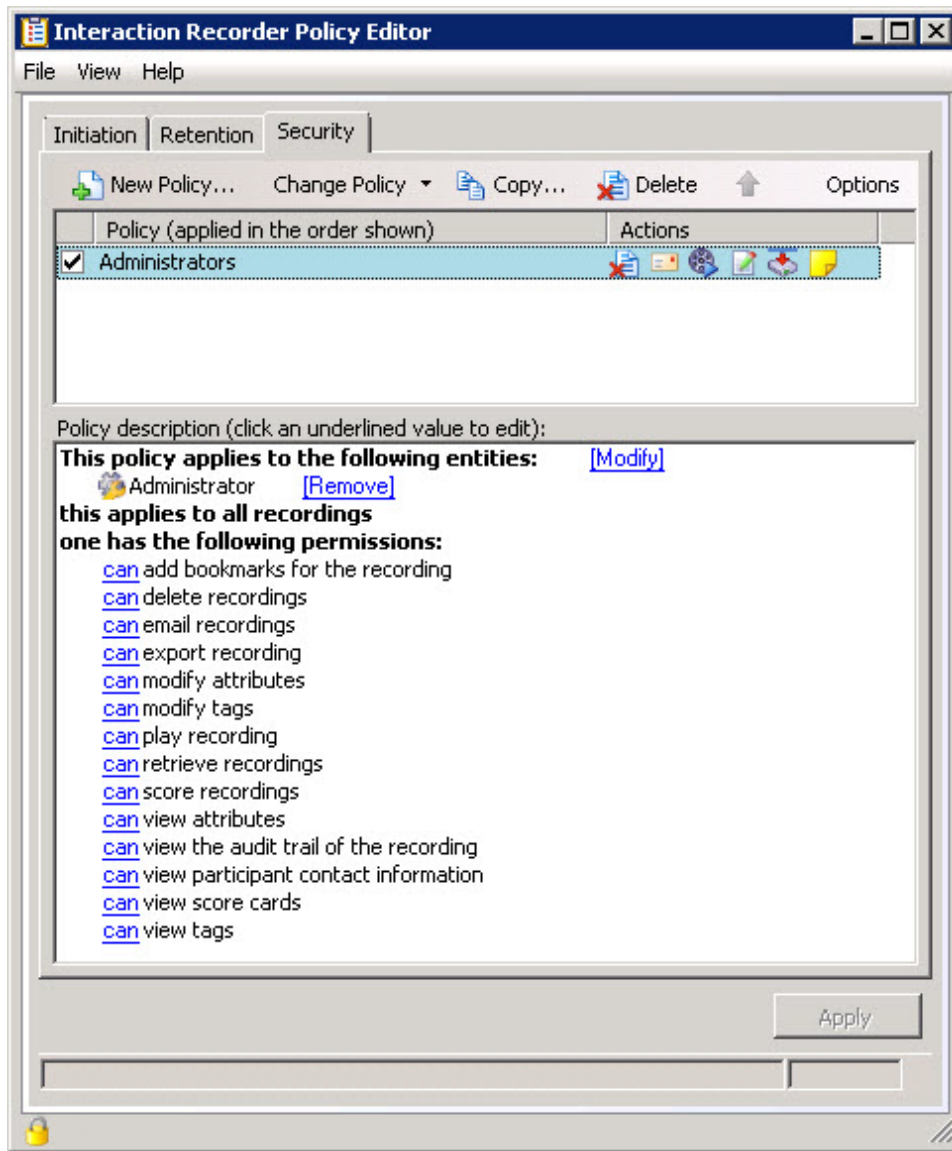 Interaction Recorder Policy Editor
File View Help
Initiation Retention Security
New Policy... Change Policy Copy... Delete Options
Policy (applied in the order shown) Actions
Administrators
Policy description (click an underlined value to edit):
This policy applies to the following entities: [Modify]
Administrator [Remove]
this applies to all recordings
one has the following permissions:
can add bookmarks for the recording
can delete recordings
can email recordings
can export recording
can modify attributes
can modify tags
can play recording
can retrieve recordings
can score recordings
can view attributes
can view the audit trail of the recording
can view participant contact information
can view score cards
can view tags
Apply